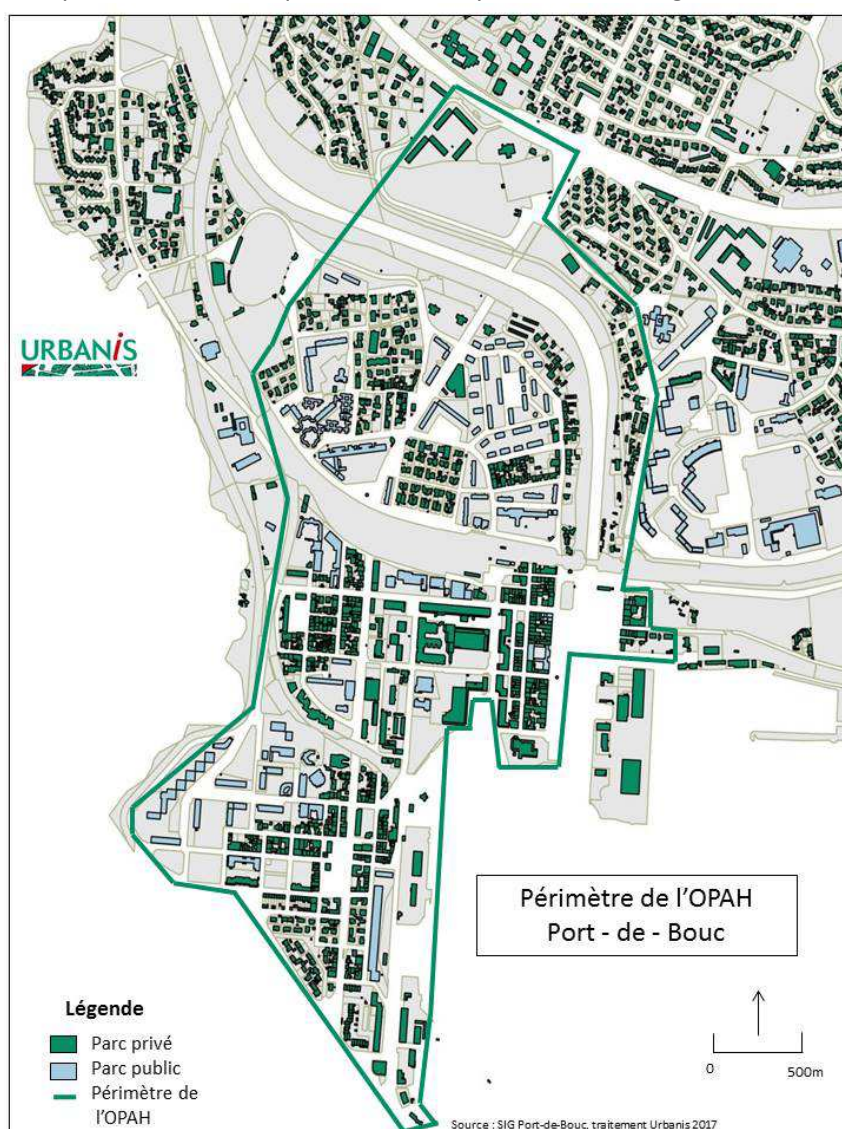 URBANiS
Périmètre de l'OPAH
Port - de - Bouc
Légende
Parc privé
Parc public
Périmètre de
l'OPAH
0 500m
Source : SIG Port-de-Bouc, traitement Urbanis 2017